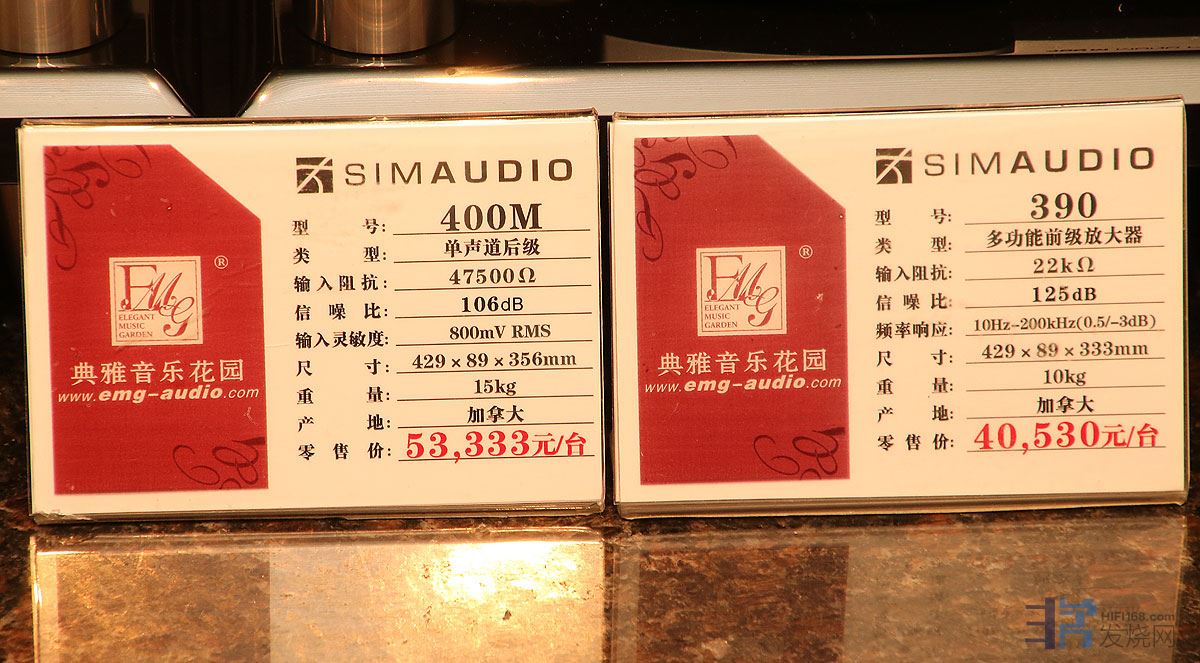 SIMAUDIO
型 号: 400M
类 型: 单声道后级
输入阻抗: 47500Ω
信噪比: 106dB
输入灵敏度: 800mV RMS
尺 寸: 429×89×356mm
重 量: 15kg
产 地: 加拿大
零售价: 53,333元/台
EMG
®
ELEGANT
MUSIC
GARDEN
典雅音乐花园
www.emg-audio.com
SIMAUDIO
型 号: 390
类 型: 多功能前级放大器
输入阻抗: 22kΩ
信噪比: 125dB
频率响应: 10Hz-200kHz(0.5/-3dB)
尺 寸: 429×89×333mm
重 量: 10kg
产 地: 加拿大
零售价: 40,530元/台
EMG
®
ELEGANT
MUSIC
GARDEN
典雅音乐花园
www.emg-audio.com
HIFI168.com
发烧网